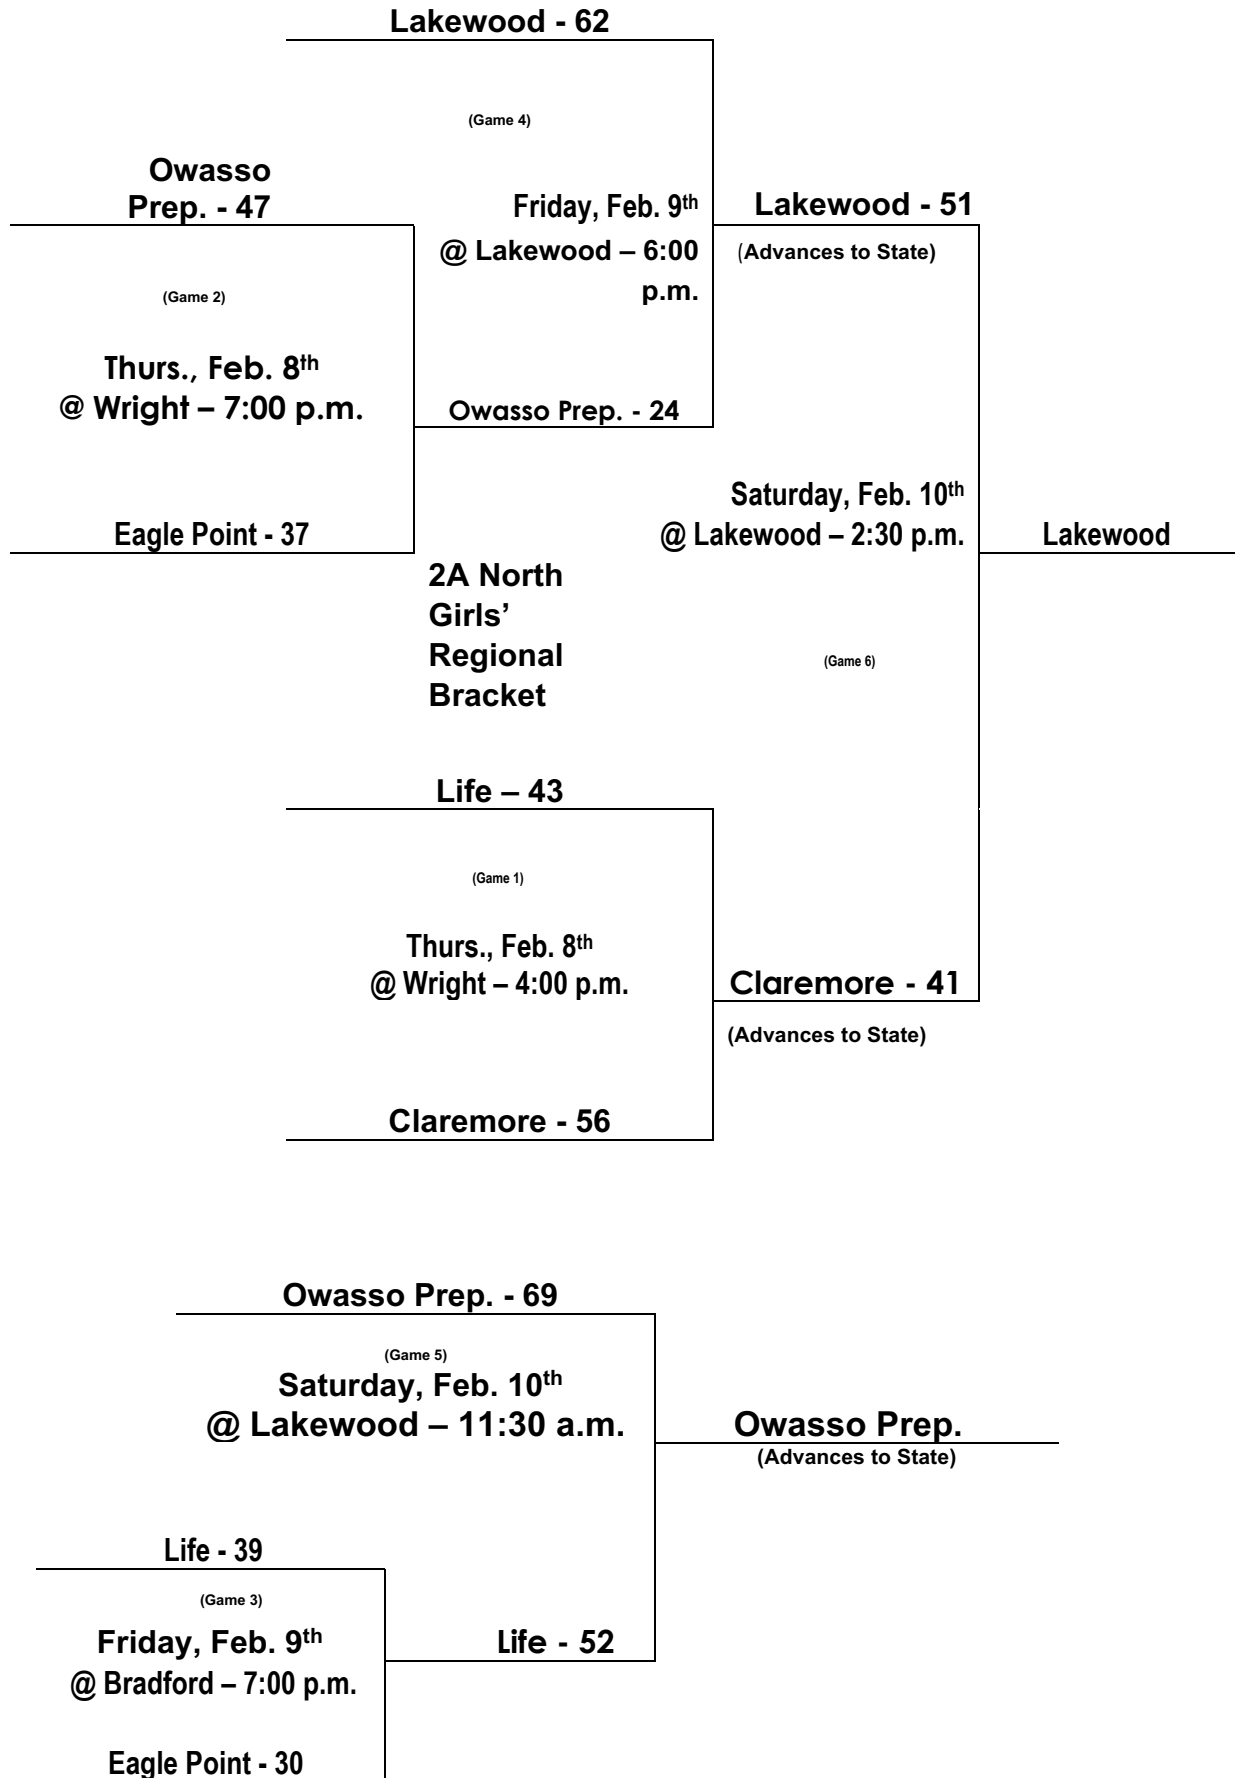 Lakewood - 62
(Game 4)
Owasso
Prep. - 47
Friday, Feb. 9th
@ Lakewood – 6:00
p.m.
Lakewood - 51
(Advances to State)
(Game 2)
Thurs., Feb. 8th
@ Wright – 7:00 p.m.
Owasso Prep. - 24
Eagle Point - 37
Saturday, Feb. 10th
@ Lakewood – 2:30 p.m.
Lakewood
2A North
Girls’
Regional
Bracket
(Game 6)
Life – 43
(Game 1)
Thurs., Feb. 8th
@ Wright – 4:00 p.m.
Claremore - 41
(Advances to State)
Claremore - 56
Owasso Prep. - 69
(Game 5)
Saturday, Feb. 10th
@ Lakewood – 11:30 a.m.
Owasso Prep.
(Advances to State)
Life - 39
(Game 3)
Friday, Feb. 9th
@ Bradford – 7:00 p.m.
Life - 52
Eagle Point - 30